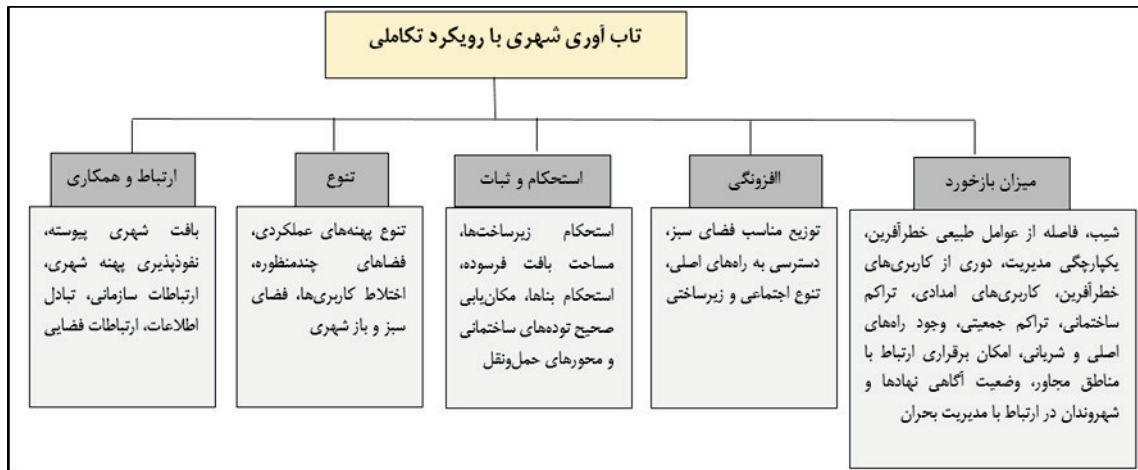 تاب آوری شهری با رویکرد تکاملی
میزان بازخورد
شیب، فاصله از عوامل طبیعی خطرآفرین،
یکپارچگی مدیریت، دوری از کاربری‌های
خطرآفرین، کاربری‌های امدادی، تراکم
ساختمانی، تراکم جمعیتی، وجود راه‌های
اصلی و شریانی، امکان برقراری ارتباط با
مناطق مجاور، وضعیت آگاهی نهادها و
شهروندان در ارتباط با مدیریت بحران
اافزونگی
توزیع مناسب فضای سبز،
دسترسی به راه‌های اصلی،
تنوع اجتماعی و زیرساختی
استحکام و ثبات
استحکام زیرساخت‌ها،
مساحت بافت فرسوده،
استحکام بناها، مکان‌یابی
صحیح توده‌های ساختمانی
و محورهای حمل‌ونقل
تنوع
تنوع پهنه‌های عملکردی،
فضاهای چندمنظوره،
اختلاط کاربری‌ها، فضای
سبز و باز شهری
ارتباط و همکاری
بافت شهری پیوسته،
نفوذپذیری پهنه شهری،
ارتباطات سازمانی، تبادل
اطلاعات، ارتباطات فضایی